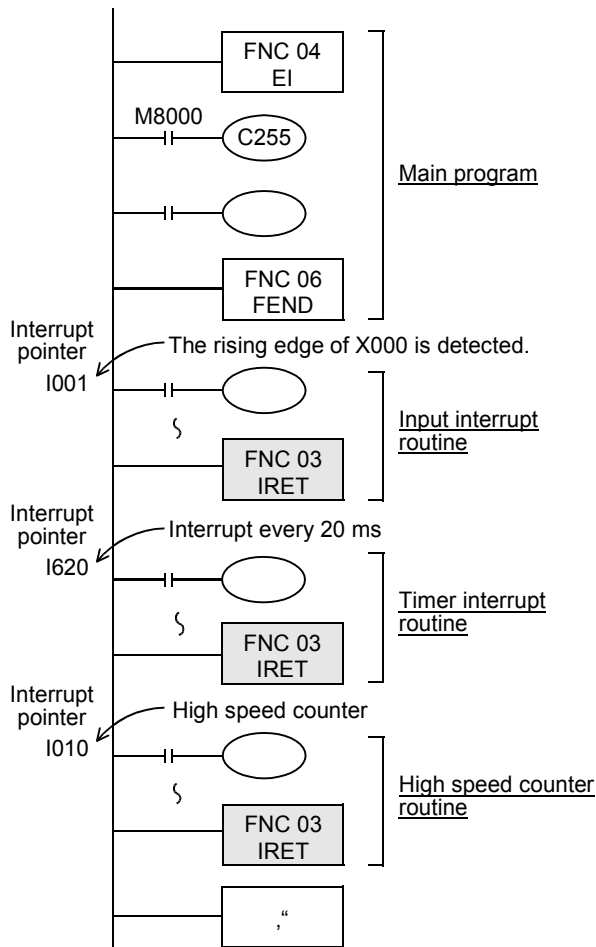 FNC 04
EI
M8000
C255
Main program
FNC 06
FEND
Interrupt
pointer
I001
The rising edge of X000 is detected.
Input interrupt
routine
FNC 03
IRET
Interrupt
pointer
I620
Interrupt every 20 ms
Timer interrupt
routine
FNC 03
IRET
Interrupt
pointer
I010
High speed counter
High speed counter
routine
FNC 03
IRET
‚“